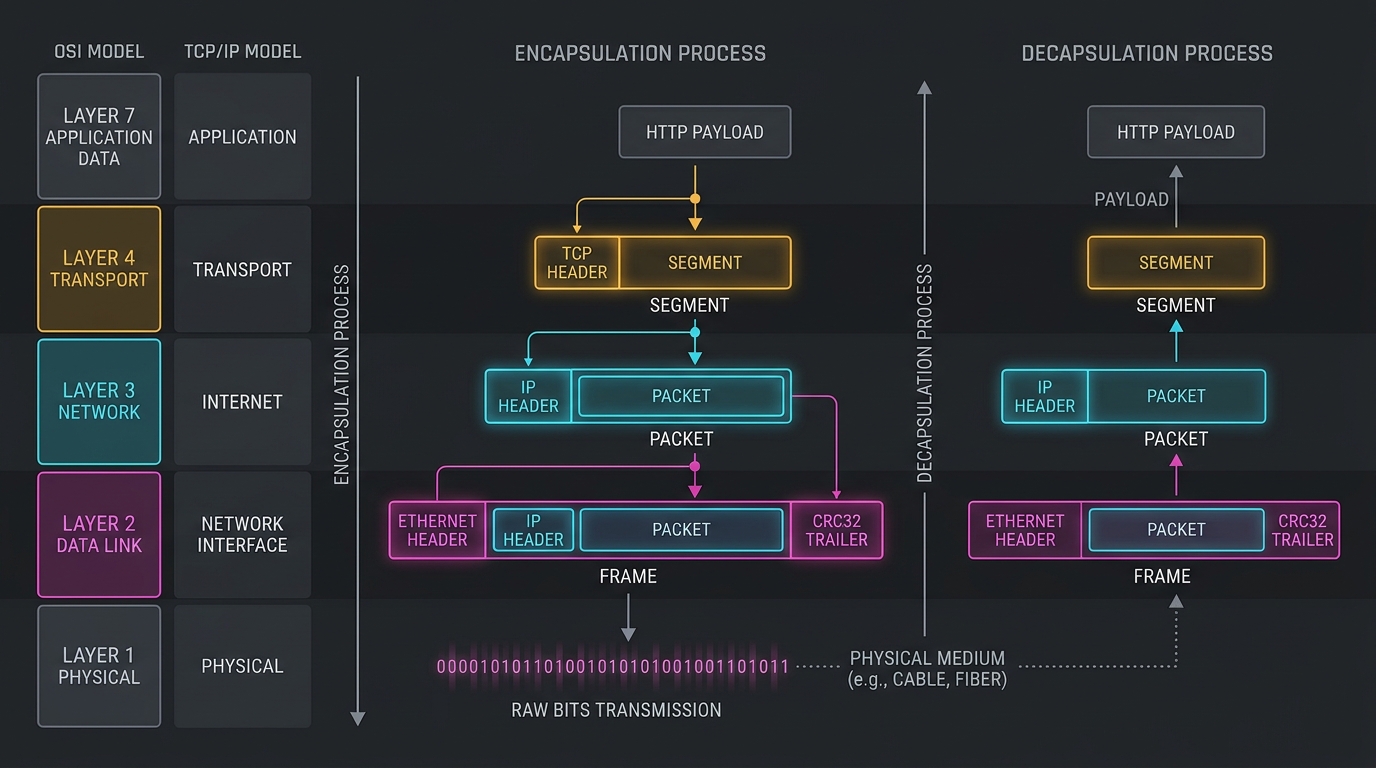 OSI MODEL
TCP/IP MODEL
ENCAPSULATION PROCESS
DECAPSULATION PROCESS
LAYER 7
APPLICATION
DATA
APPLICATION
HTTP PAYLOAD
HTTP PAYLOAD
PAYLOAD
LAYER 4
TRANSPORT
TRANSPORT
TCP
HEADER
SEGMENT
SEGMENT
SEGMENT
SEGMENT
ENCAPSULATION PROCESS
DECAPSULATION PROCESS
LAYER 3
NETWORK
INTERNET
IP
HEADER
PACKET
PACKET
IP
HEADER
PACKET
PACKET
LAYER 2
DATA LINK
NETWORK
INTERFACE
ETHERNET
HEADER
IP
HEADER
PACKET
CRC32
TRAILER
FRAME
ETHERNET
HEADER
PACKET
CRC32
TRAILER
FRAME
LAYER 1
PHYSICAL
PHYSICAL
000010101101001010101001001101011
RAW BITS TRANSMISSION
PHYSICAL MEDIUM
(e.g., CABLE, FIBER)